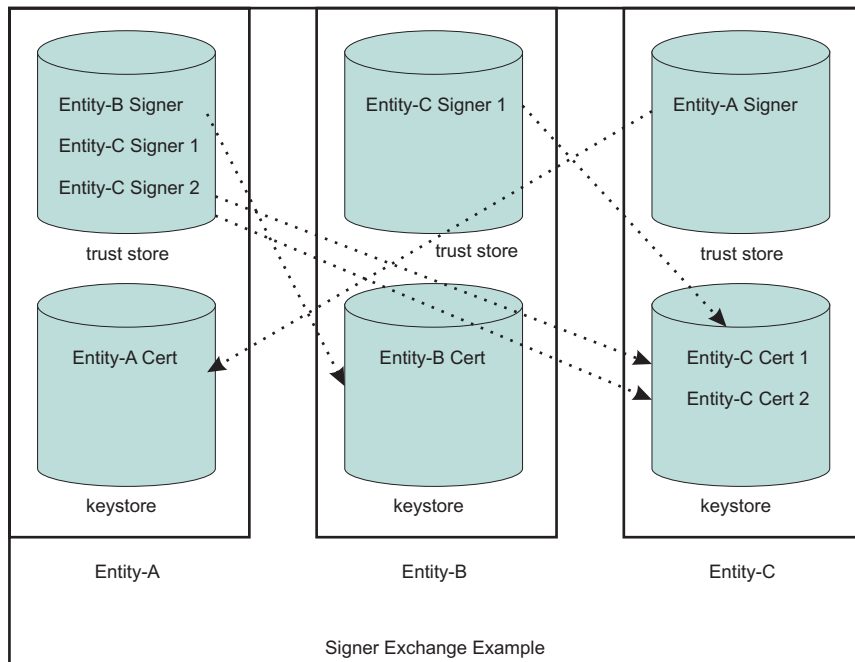 Entity-B Signer
Entity-C Signer 1
Entity-C Signer 2
trust store
Entity-A Cert
keystore
Entity-A
Entity-C Signer 1
trust store
Entity-B Cert
keystore
Entity-B
Entity-A Signer
trust store
Entity-C Cert 1
Entity-C Cert 2
keystore
Entity-C
Signer Exchange Example